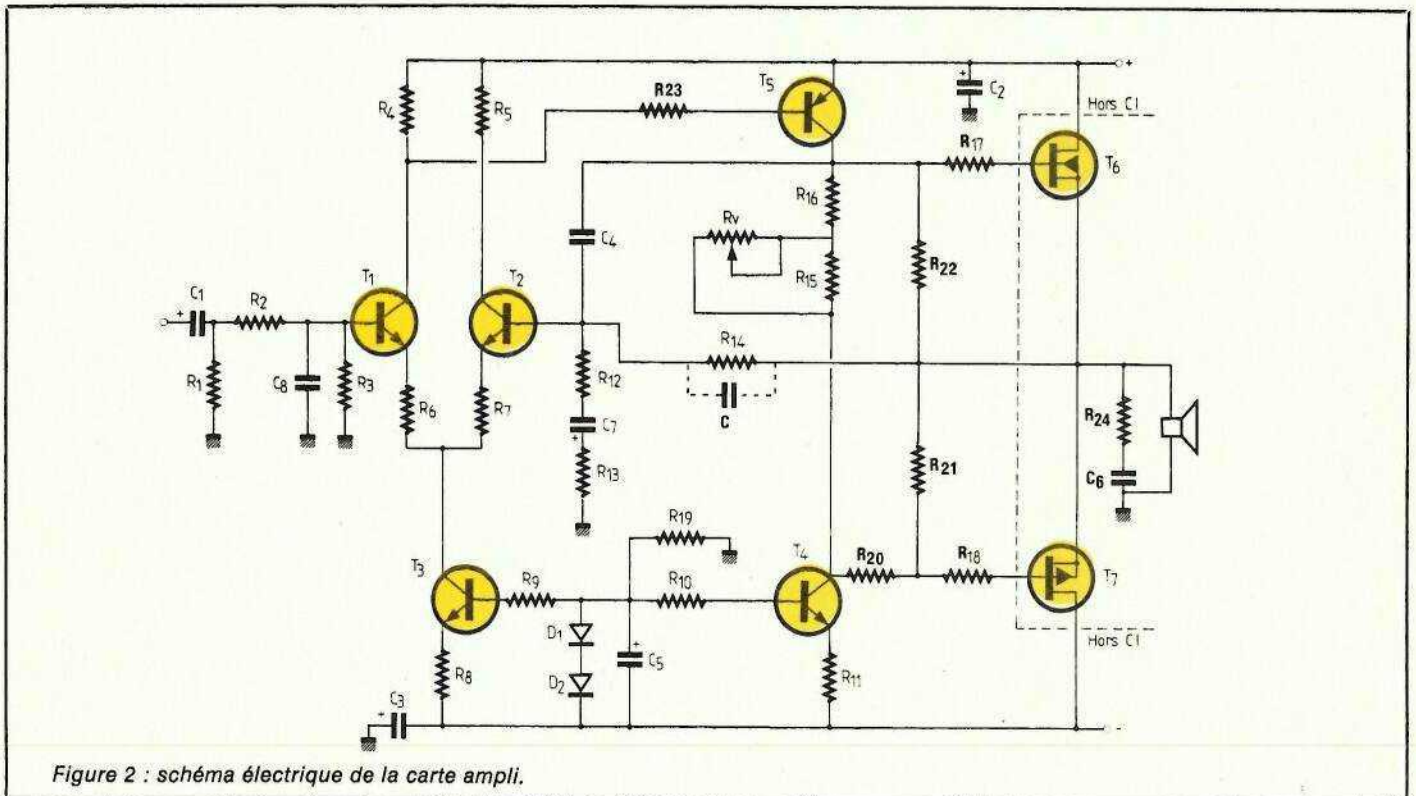 R4
R5
R23
T5
C2
+
+
Hors CI
R17
T6
R16
Rv
C4
R15
R22
T1
T2
C1
+
R2
R1
C8
R3
R6
R7
R12
C7
+
R13
R14
C
R21
R24
C6
R19
T3
R9
R10
T4
R20
R18
T7
D1
D2
C5
+
R8
R11
Hors CI
C3
+
-
Figure 2 : schéma électrique de la carte ampli.